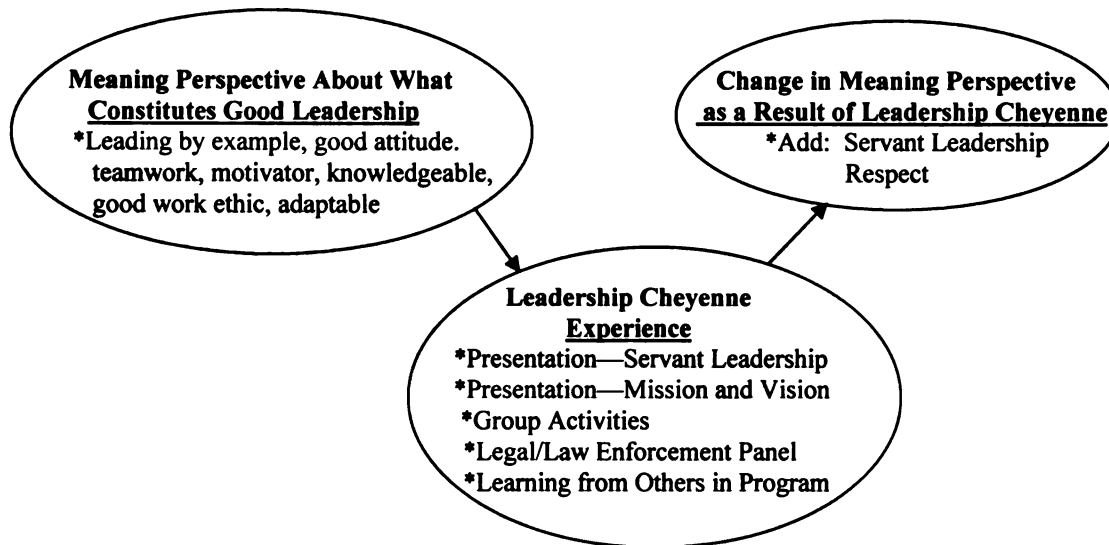 Meaning Perspective About What
Constitutes Good Leadership
*Leading by example, good attitude.
teamwork, motivator, knowledgeable,
good work ethic, adaptable
Change in Meaning Perspective
as a Result of Leadership Cheyenne
*Add: Servant Leadership
Respect
Leadership Cheyenne
Experience
*Presentation—Servant Leadership
*Presentation—Mission and Vision
*Group Activities
*Legal/Law Enforcement Panel
*Learning from Others in Program